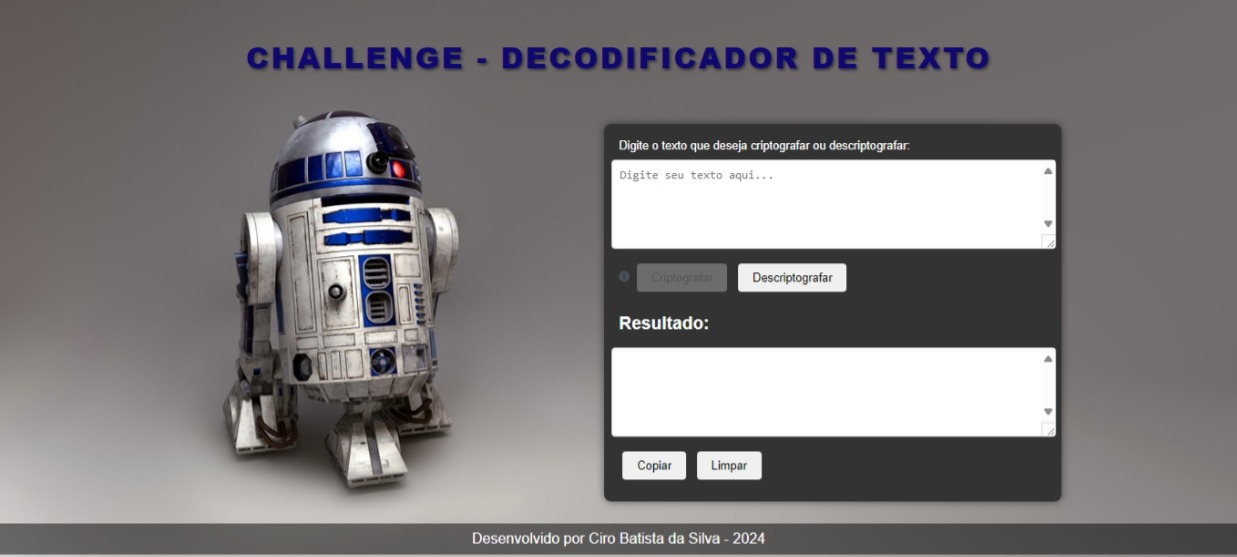 CHALLENGE - DECODIFICADOR DE TEXTO
Digite o texto que deseja criptografar ou descriptografar:
Digite seu texto aqui...
Criptografar Descriptografar
Resultado:
Copiar Limpar
Desenvolvido por Ciro Batista da Silva - 2024